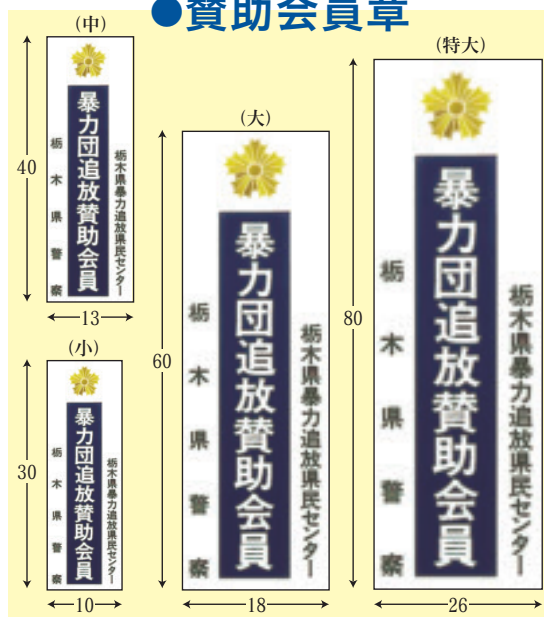 ●賛助会員章
(中)
40
栃木県暴力追放県民センター
暴力団追放賛助会員
栃木県警察
13
(小)
30
栃木県暴力追放県民センター
暴力団追放賛助会員
栃木県警察
10
(大)
60
栃木県暴力追放県民センター
暴力団追放賛助会員
栃木県警察
18
(特大)
80
栃木県暴力追放県民センター
暴力団追放賛助会員
栃木県警察
26